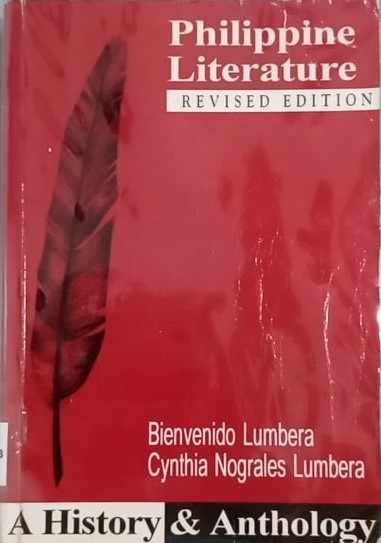 Philippine
Literature
REVISED EDITION
Bienvenido Lumbera
Cynthia Nograles Lumbera
A History & Anthology